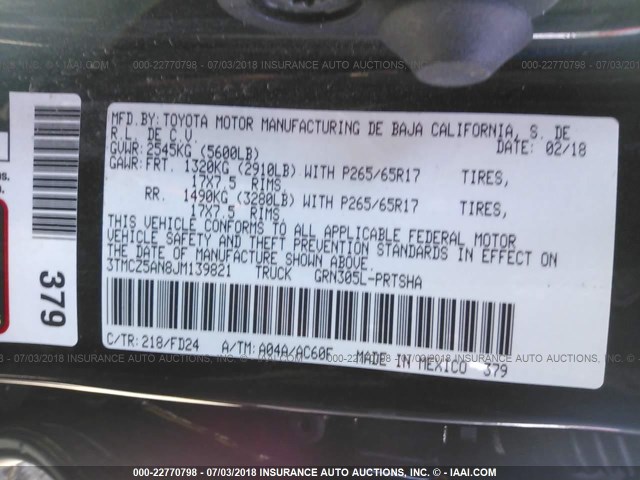 000-22770798 - 07/03/2018 INSURANCE AUTO AUCTIONS, INC. - © IAAI.COM
MFD.BY: TOYOTA MOTOR MANUFACTURING DE BAJA CALIFORNIA, S. DE
R.L. DE C.V. DATE: 02/18
GVWR: 2545KG (5600LB)
GAWR: FRT. 1320KG (2910LB) WITH P265/65R17 TIRES,
17X7.5 RIMS,
RR. 1490KG (3280LB) WITH P265/65R17 TIRES,
17X7.5 RIMS,
THIS VEHICLE CONFORMS TO ALL APPLICABLE FEDERAL MOTOR
VEHICLE SAFETY AND THEFT PREVENTION STANDARDS IN EFFECT ON
THE DATE OF MANUFACTURE SHOWN ABOVE.
3TMCZ5AN8JM139821 TRUCK GRN305L-PRTSHA
C/TR: 218/FD24 A/TM: A04A/AC60F MADE IN MEXICO 379
379
000-22770798 - 07/03/2018 INSURANCE AUTO AUCTIONS, INC. - © IAAI.COM